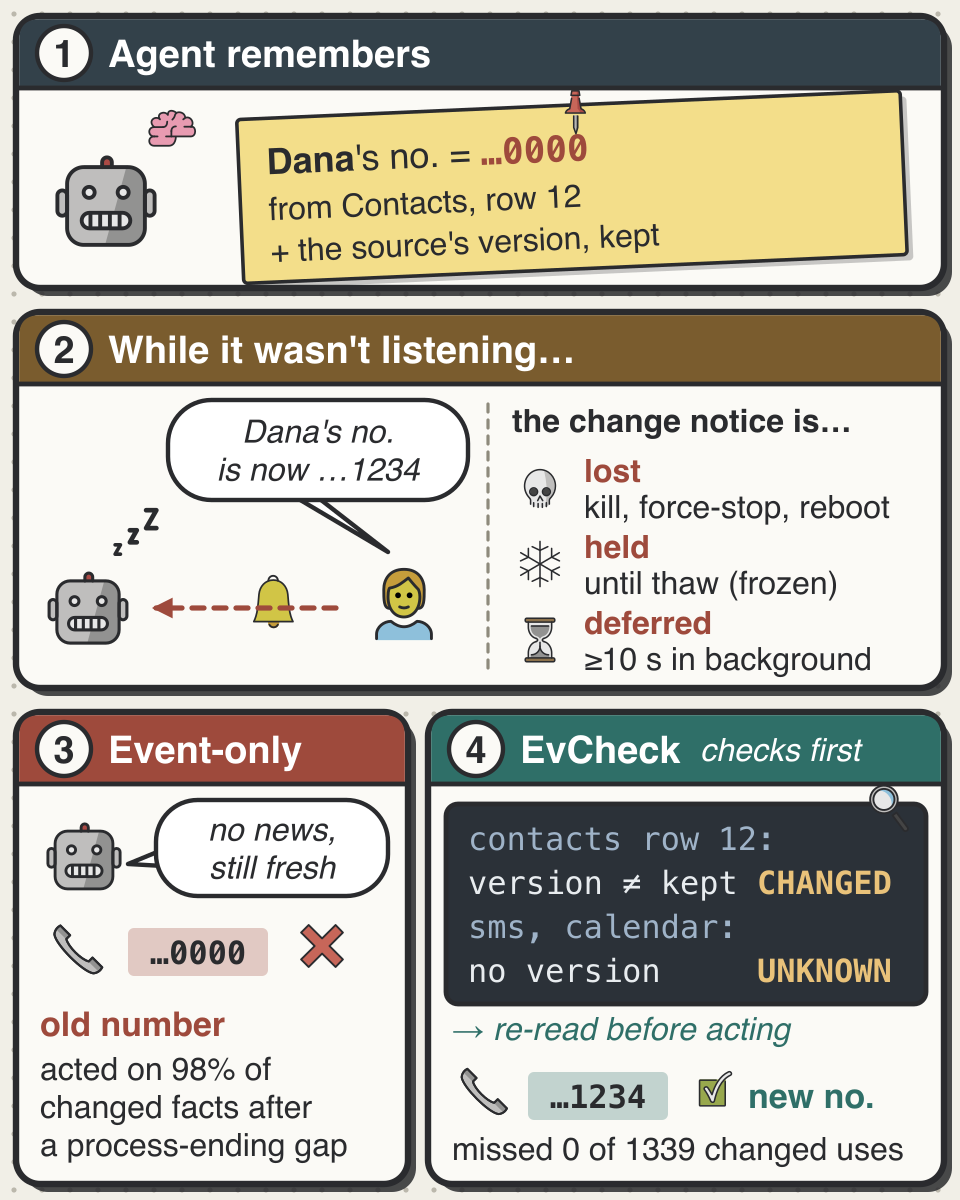 1 Agent remembers
Dana's no. = …0000
from Contacts, row 12
+ the source's version, kept
2 While it wasn't listening…
Dana's no.
is now …1234
z z Z
the change notice is…
lost
kill, force-stop, reboot
held
until thaw (frozen)
deferred
≥10 s in background
3 Event-only
no news,
still fresh
…0000
old number
acted on 98% of
changed facts after
a process-ending gap
4 EvCheck checks first
contacts row 12:
version ≠ kept CHANGED
sms, calendar:
no version UNKNOWN
→ re-read before acting
…1234 new no.
missed 0 of 1339 changed uses